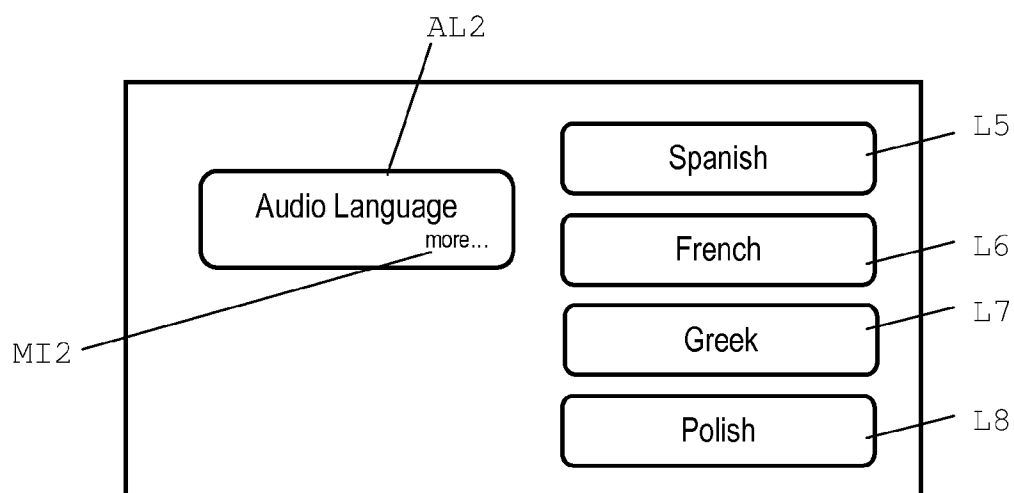 AL2
Spanish
L5
Audio Language
more...
French
L6
MI2
Greek
L7
Polish
L8